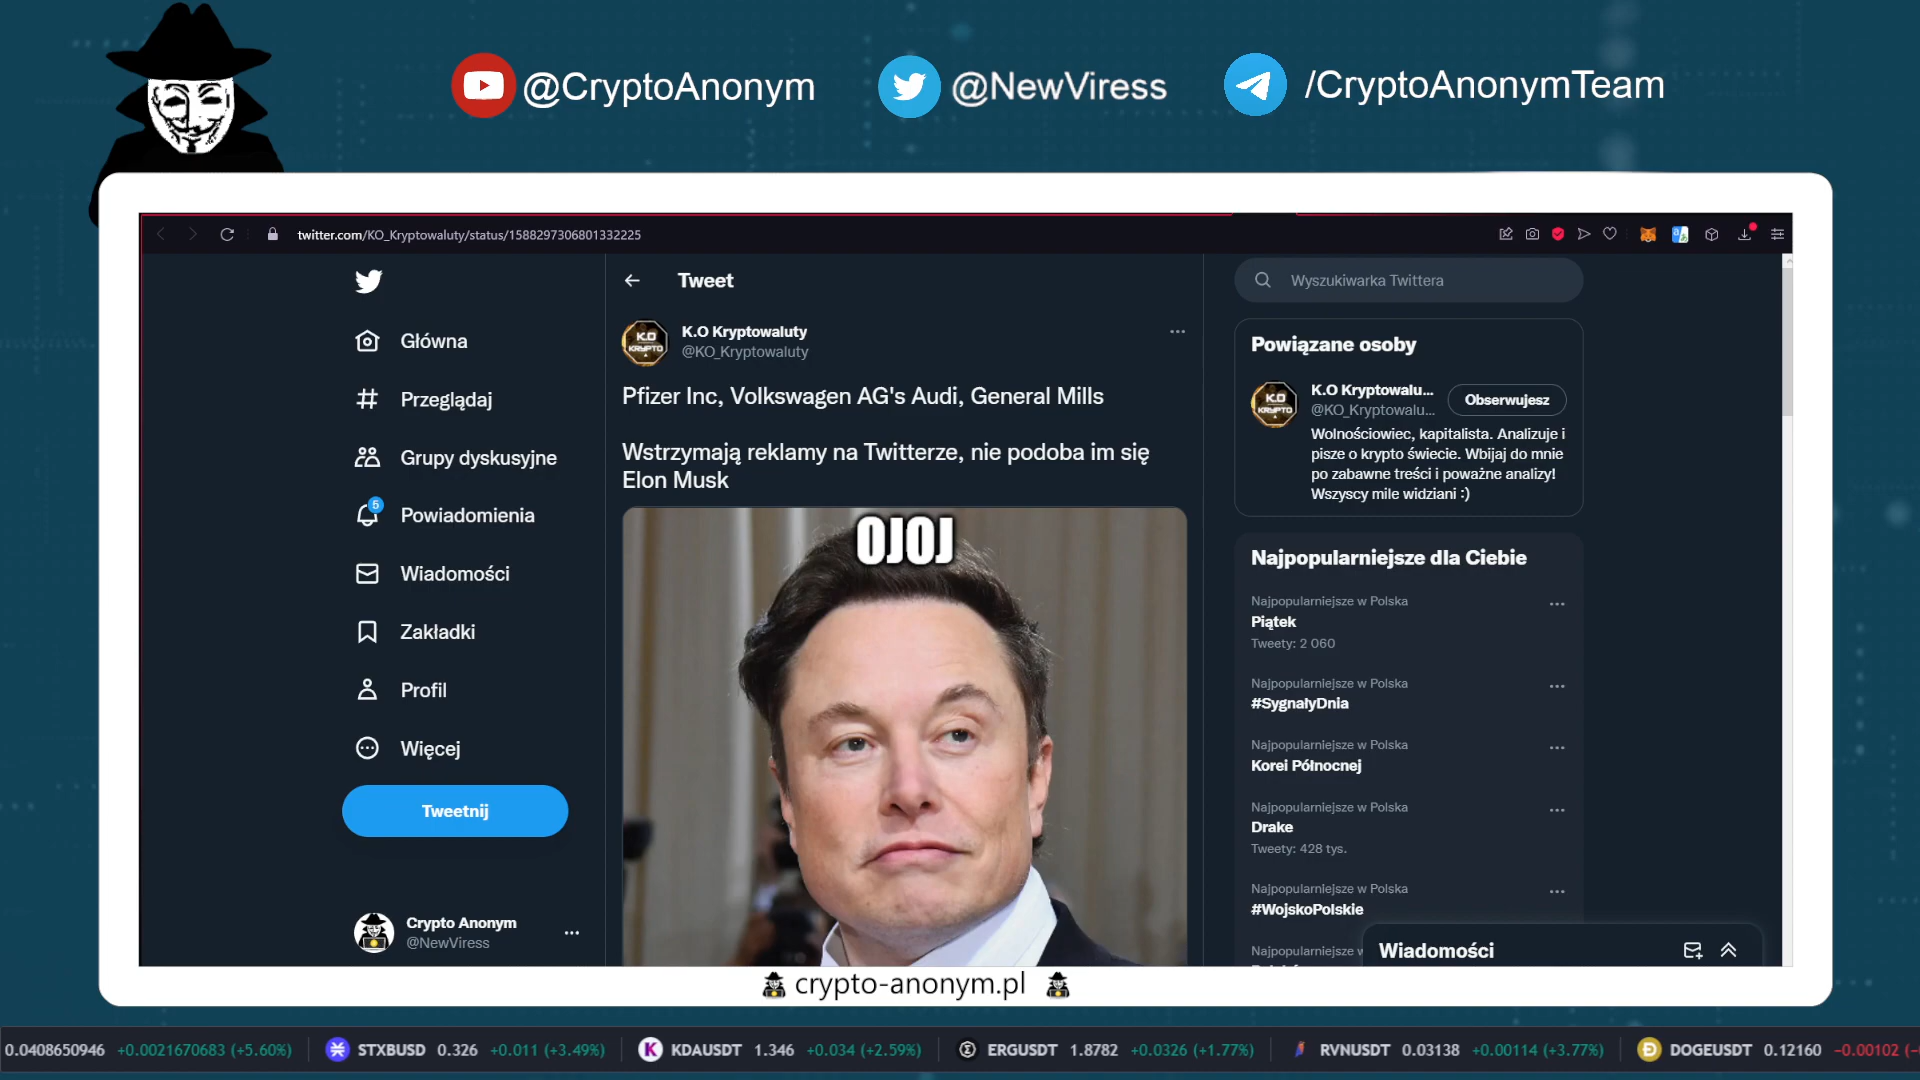 @CryptoAnonym
@NewViress
/CryptoAnonymTeam
twitter.com/KO_Kryptowaluty/status/1588297306801332225
Główna
Przeglądaj
Grupy dyskusyjne
5
Powiadomienia
Wiadomości
Zakładki
Profil
Więcej
Tweetnij
Crypto Anonym
@NewViress
Tweet
K.O KRYPTO
K.O Kryptowaluty
@KO_Kryptowaluty
Pfizer Inc, Volkswagen AG's Audi, General Mills
Wstrzymają reklamy na Twitterze, nie podoba im się
Elon Musk
OJOJ
Wyszukiwarka Twittera
Powiązane osoby
K.O KRYPTO
K.O Kryptowalu...
@KO_Kryptowalu...
Obserwujesz
Wolnościowiec, kapitalista. Analizuje i
pisze o krypto świecie. Wbijaj do mnie
po zabawne treści i poważne analizy!
Wszyscy mile widziani :)
Najpopularniejsze dla Ciebie
Najpopularniejsze w Polska
Piątek
Tweety: 2 060
Najpopularniejsze w Polska
#SygnałyDnia
Najpopularniejsze w Polska
Korei Północnej
Najpopularniejsze w Polska
Drake
Tweety: 428 tys.
Najpopularniejsze w Polska
#WojskoPolskie
Najpopularniejsze w
Wiadomości
crypto-anonym.pl
0.0408650946 +0.0021670683 (+5.60%) STXBUSD 0.326 +0.011 (+3.49%) KDAUSDT 1.346 +0.034 (+2.59%) ERGUSDT 1.8782 +0.0326 (+1.77%) RVNUSDT 0.03138 +0.00114 (+3.77%) DOGEUSDT 0.12160 -0.00102 (-